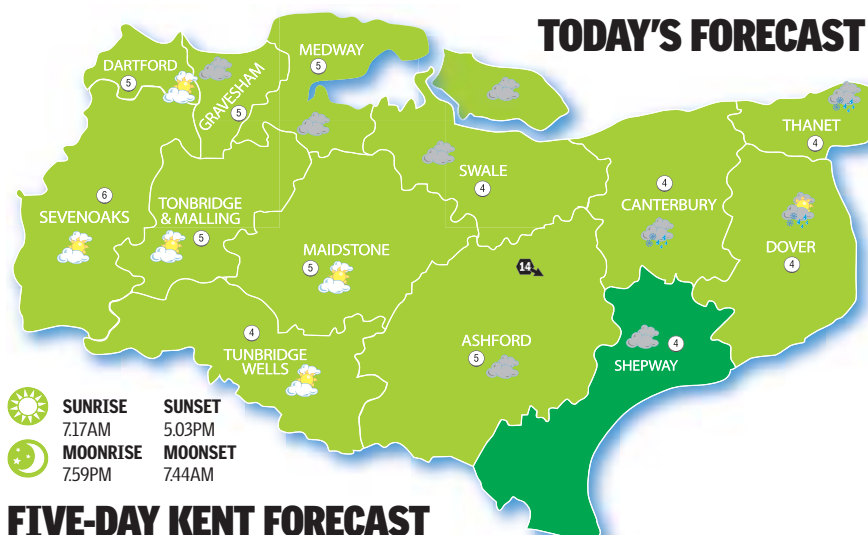 TODAY'S FORECAST
DARTFORD
5
GRAVESHAM
5
MEDWAY
5
THANET
4
SWALE
4
CANTERBURY
4
DOVER
4
SEVENOAKS
6
TONBRIDGE
& MALLING
5
MAIDSTONE
5
14
TUNBRIDGE
WELLS
4
ASHFORD
5
SHEPWAY
4
SUNRISE SUNSET
7.17AM 5.03PM
MOONRISE MOONSET
7.59PM 7.44AM
FIVE-DAY KENT FORECAST